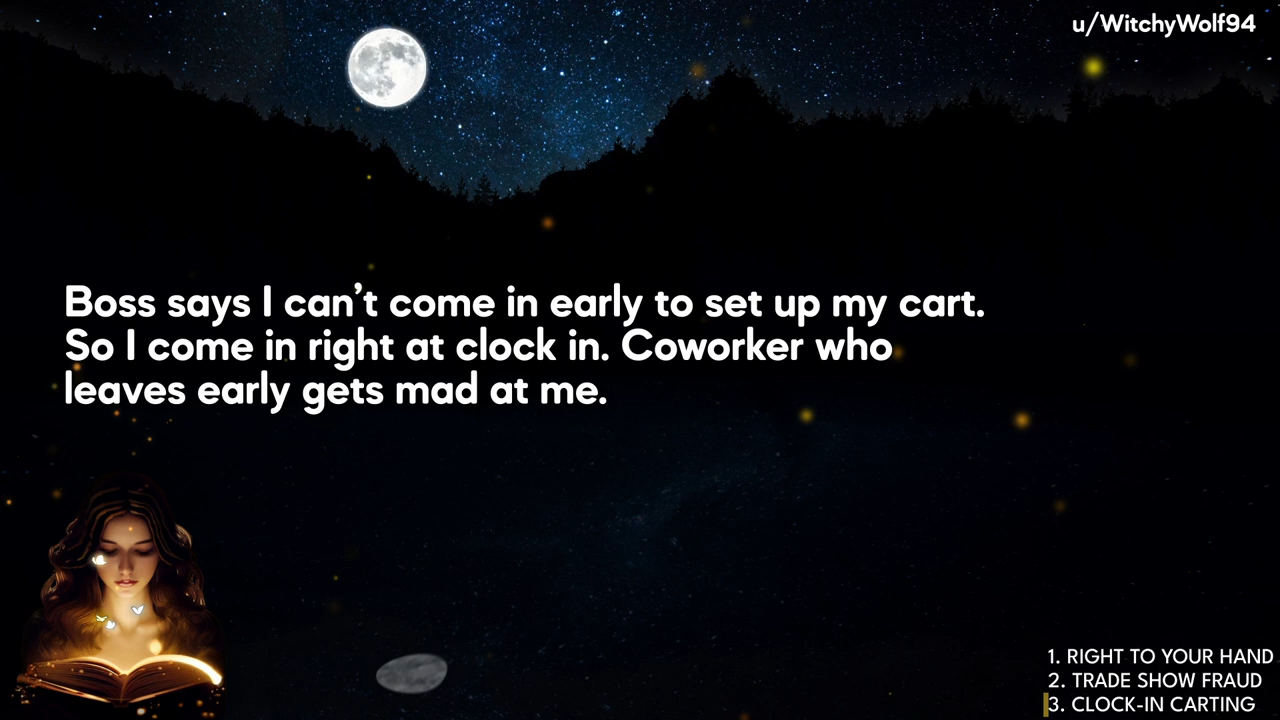 u/WitchyWolf94
Boss says I can’t come in early to set up my cart.
So I come in right at clock in. Coworker who
leaves early gets mad at me.
1. RIGHT TO YOUR HAND
2. TRADE SHOW FRAUD
3. CLOCK-IN CARTING